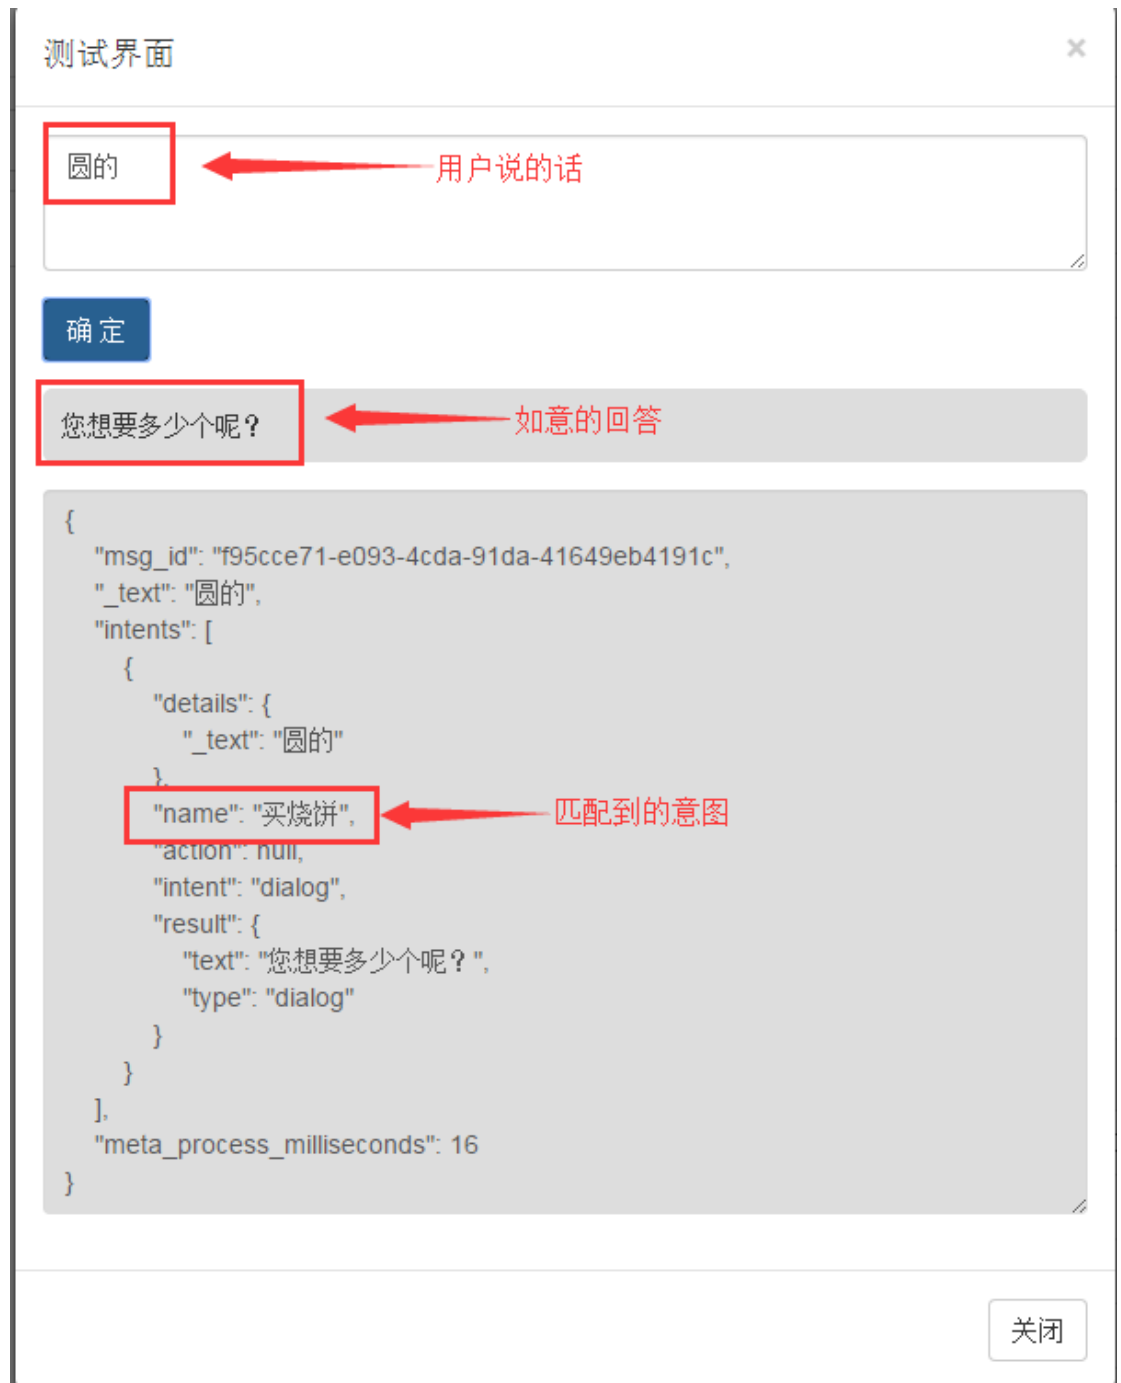 测试界面
×
圆的
用户说的话
确定
您想要多少个呢？
如意的回答
{
"msg_id": "f95cce71-e093-4cda-91da-41649eb4191c",
"_text": "圆的",
"intents": [
{
"details": {
"_text": "圆的"
},
"name": "买烧饼",
匹配到的意图
"action": null,
"intent": "dialog",
"result": {
"text": "您想要多少个呢？",
"type": "dialog"
}
}
],
"meta_process_milliseconds": 16
}
关闭